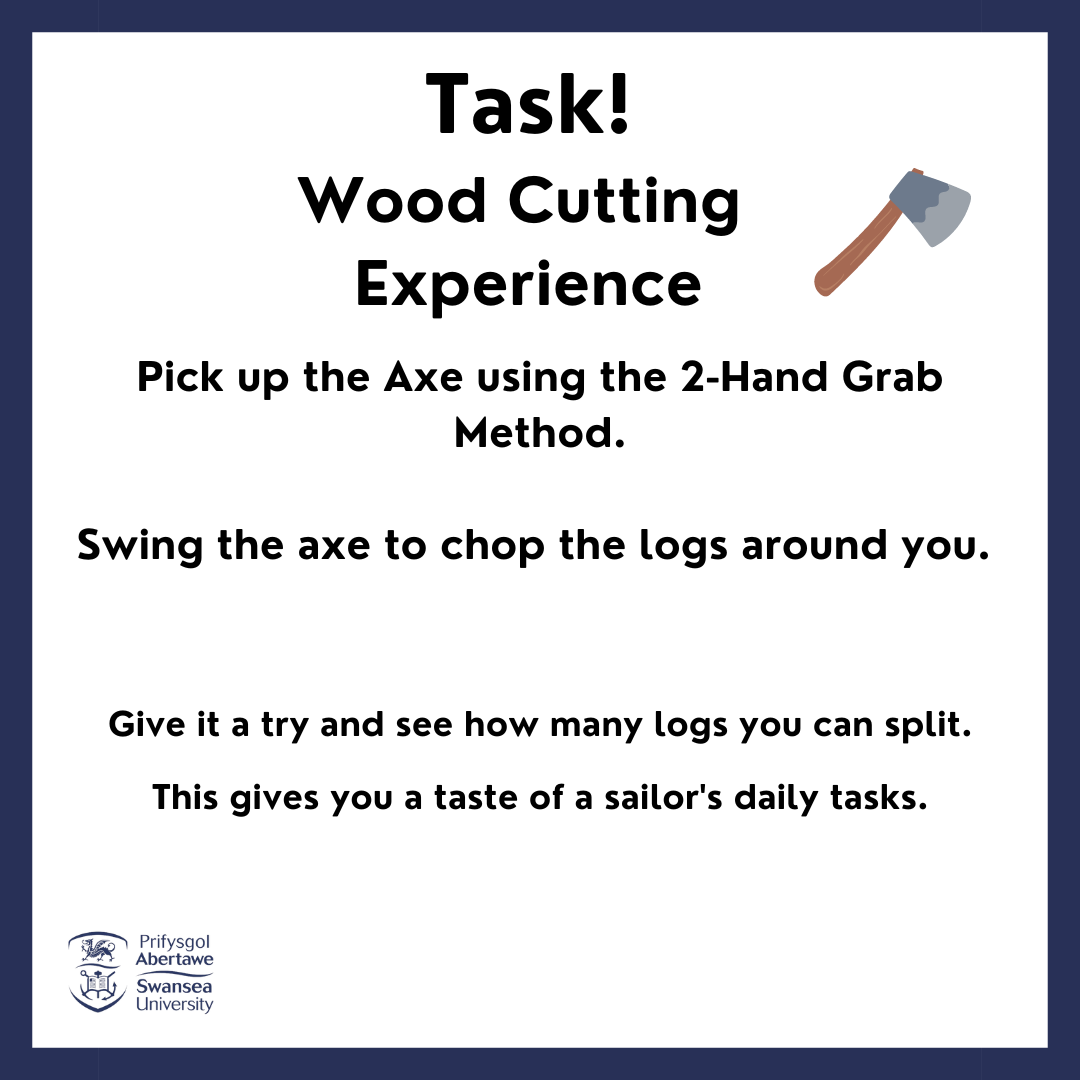 Task!
Wood Cutting
Experience
Pick up the Axe using the 2-Hand Grab
Method.
Swing the axe to chop the logs around you.
Give it a try and see how many logs you can split.
This gives you a taste of a sailor's daily tasks.
Prifysgol
Abertawe
Swansea
University